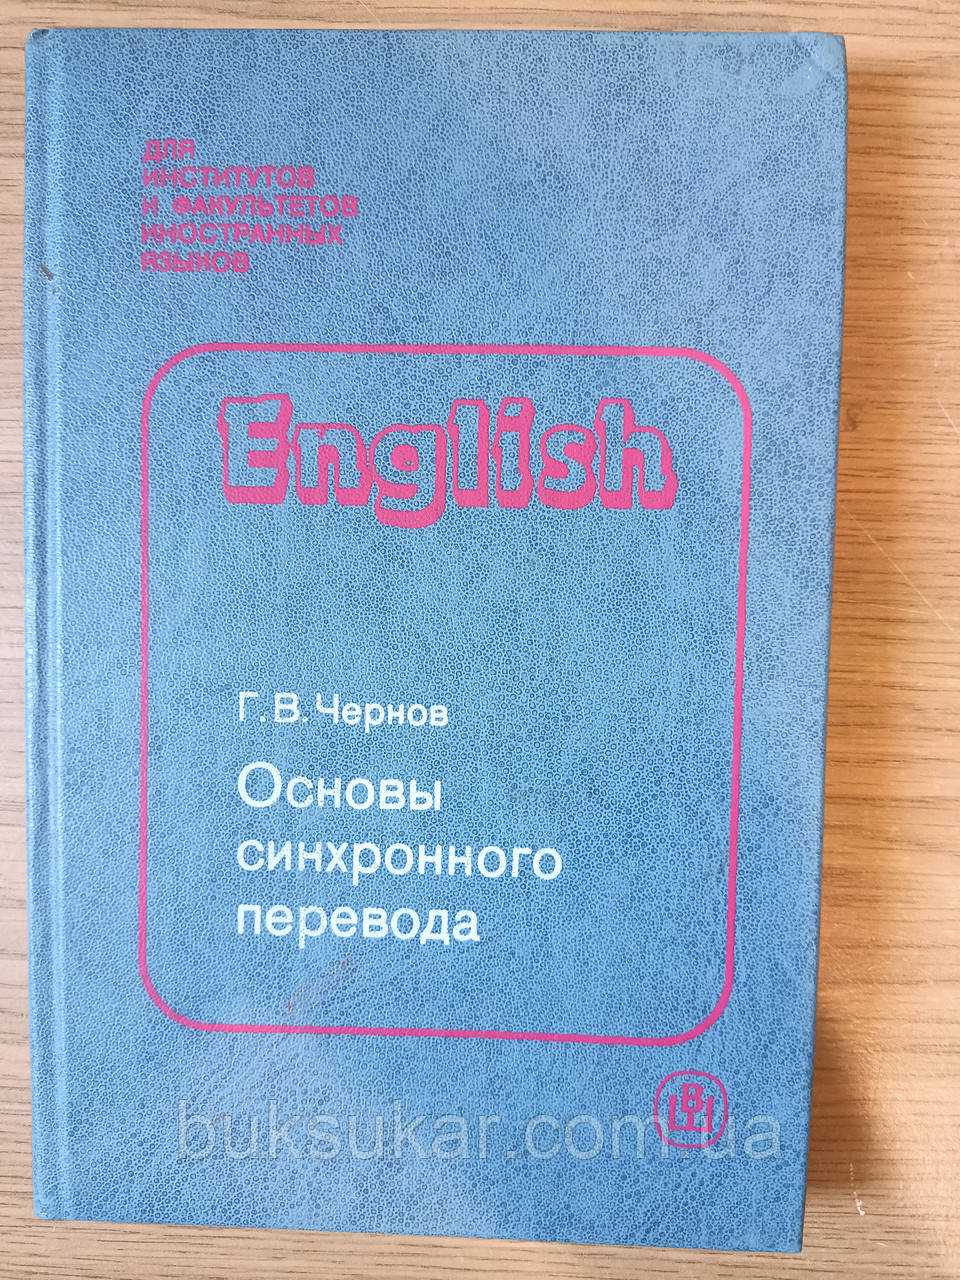 ДЛЯ
ИНСТИТУТОВ
И ФАКУЛЬТЕТОВ
ИНОСТРАННЫХ
ЯЗЫКОВ
English
Г. В. Чернов
Основы
синхронного
перевода
ВШ
buksukar.com.ua